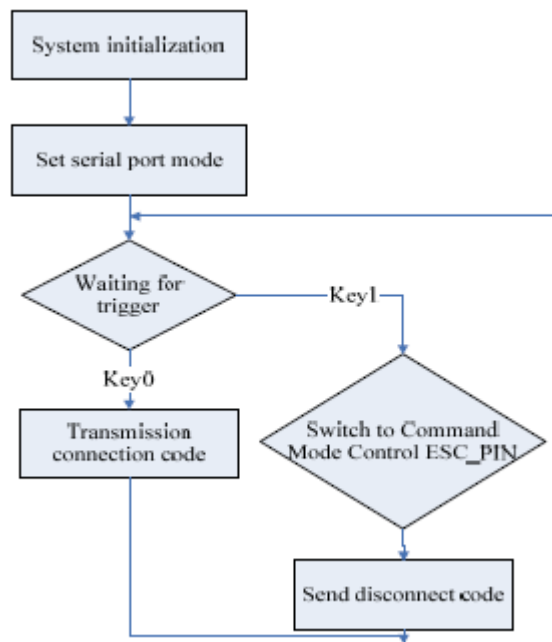 System initialization
Set serial port mode
Waiting for
trigger
Key1
Key0
Transmission
connection code
Switch to Command
Mode Control ESC_PIN
Send disconnect code